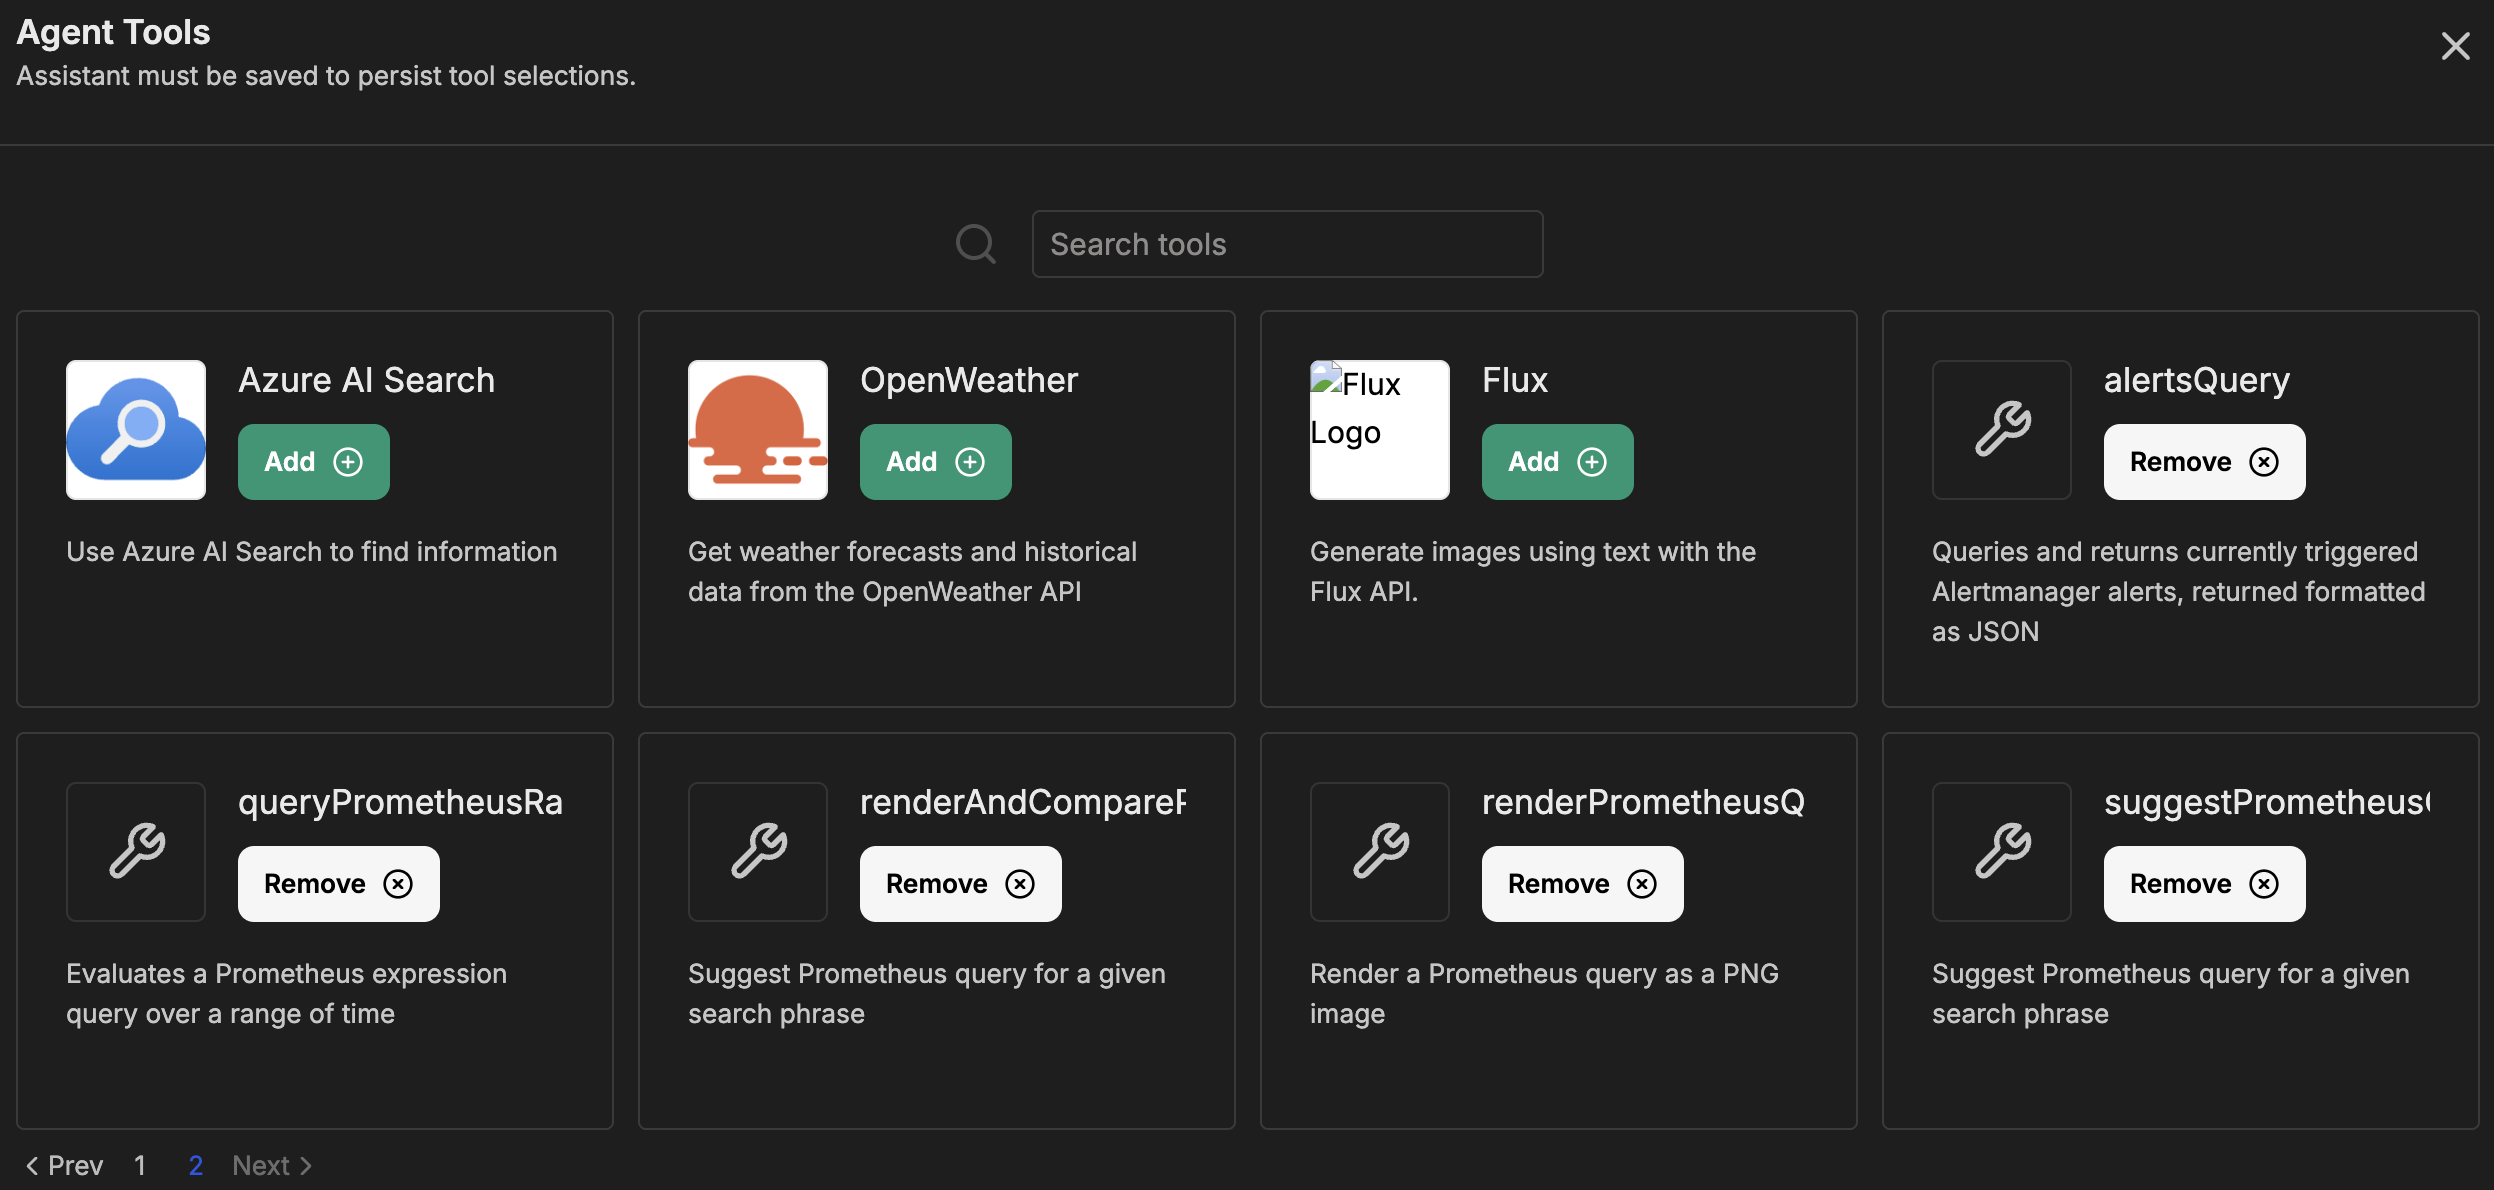 Agent Tools
Assistant must be saved to persist tool selections.
Search tools
Azure AI Search
Add
Use Azure AI Search to find information
OpenWeather
Add
Get weather forecasts and historical
data from the OpenWeather API
Flux
Logo
Flux
Add
Generate images using text with the
Flux API.
alertsQuery
Remove
Queries and returns currently triggered
Alertmanager alerts, returned formatted
as JSON
queryPrometheusRa
Remove
Evaluates a Prometheus expression
query over a range of time
renderAndCompareP
Remove
Suggest Prometheus query for a given
search phrase
renderPrometheusQ
Remove
Render a Prometheus query as a PNG
image
suggestPrometheusQ
Remove
Suggest Prometheus query for a given
search phrase
Prev 1 2 Next